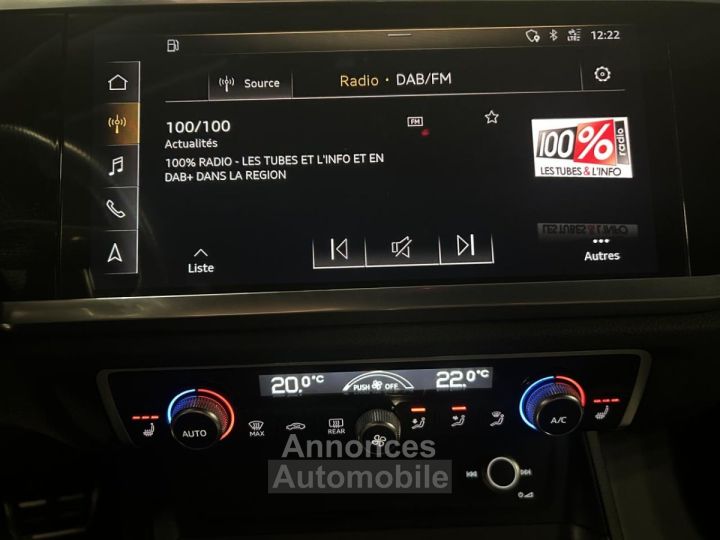 12:22
Source
Radio · DAB/FM
100/100
FM
Actualités
100% RADIO - LES TUBES ET L'INFO ET EN
DAB+ DANS LA REGION
100% radio
LES TUBES & L'INFO
Liste
Autres
20.0°C
PUSH OFF
22.0°C
AUTO
MAX
REAR
A/C
Annonces
Automobile